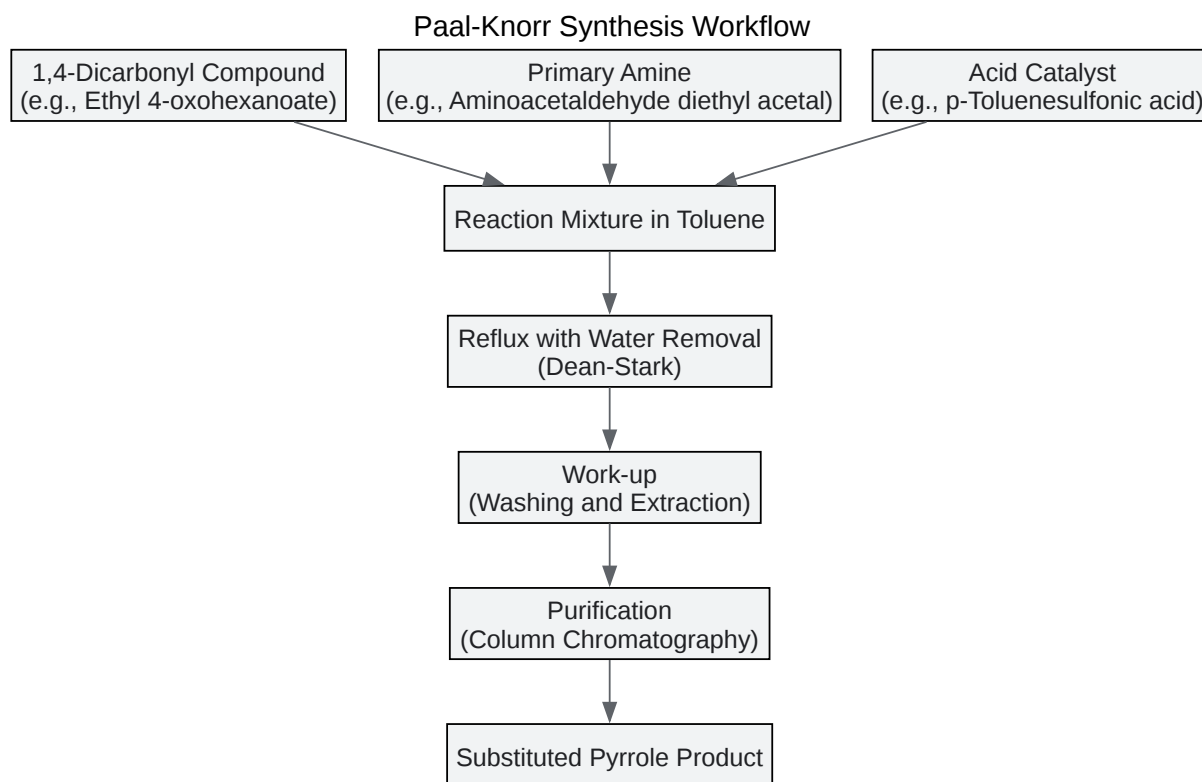 Paal-Knorr Synthesis Workflow
1,4-Dicarbonyl Compound
(e.g., Ethyl 4-oxohexanoate)
Primary Amine
(e.g., Aminoacetaldehyde diethyl acetal)
Acid Catalyst
(e.g., p-Toluenesulfonic acid)
Reaction Mixture in Toluene
Reflux with Water Removal
(Dean-Stark)
Work-up
(Washing and Extraction)
Purification
(Column Chromatography)
Substituted Pyrrole Product